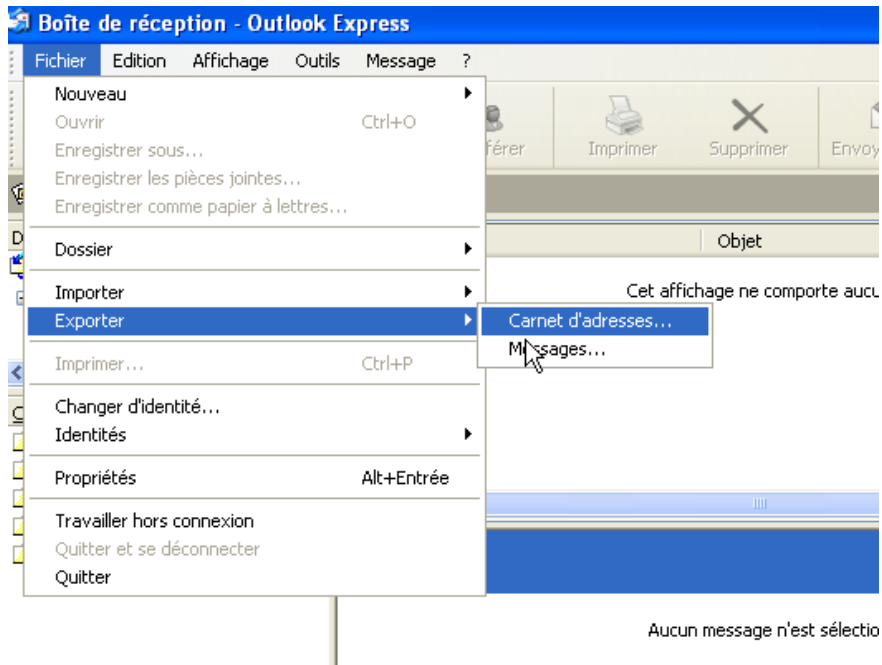 Boîte de réception - Outlook Express
Fichier Edition Affichage Outils Message ?
Nouveau
Ouvrir Ctrl+O
Enregistrer sous...
Enregistrer les pièces jointes...
Enregistrer comme papier à lettres...
Dossier
Importer
Exporter
Imprimer... Ctrl+P
Changer d'identité...
Identités
Propriétés Alt+Entrée
Travailler hors connexion
Quitter et se déconnecter
Quitter
Carnet d'adresses...
Messages...
férer Imprimer Supprimer Envoy
Objet
Cet affichage ne comporte aucu
Aucun message n'est sélectio